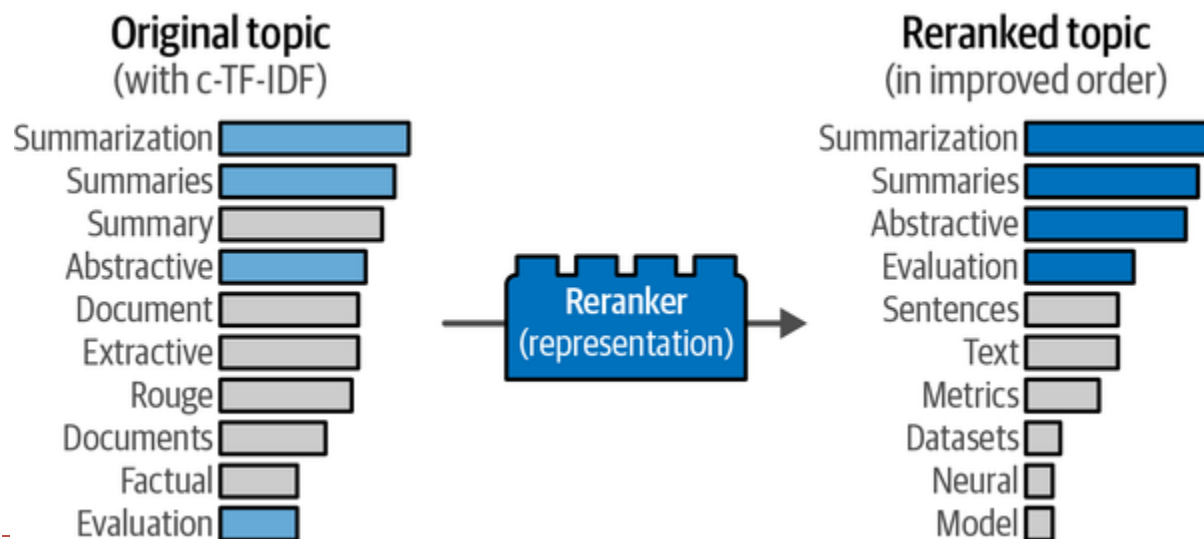 Original topic
(with c-TF-IDF)
Summarization
Summaries
Summary
Abstractive
Document
Extractive
Rouge
Documents
Factual
Evaluation
Reranker
(representation)
Reranked topic
(in improved order)
Summarization
Summaries
Abstractive
Evaluation
Sentences
Text
Metrics
Datasets
Neural
Model